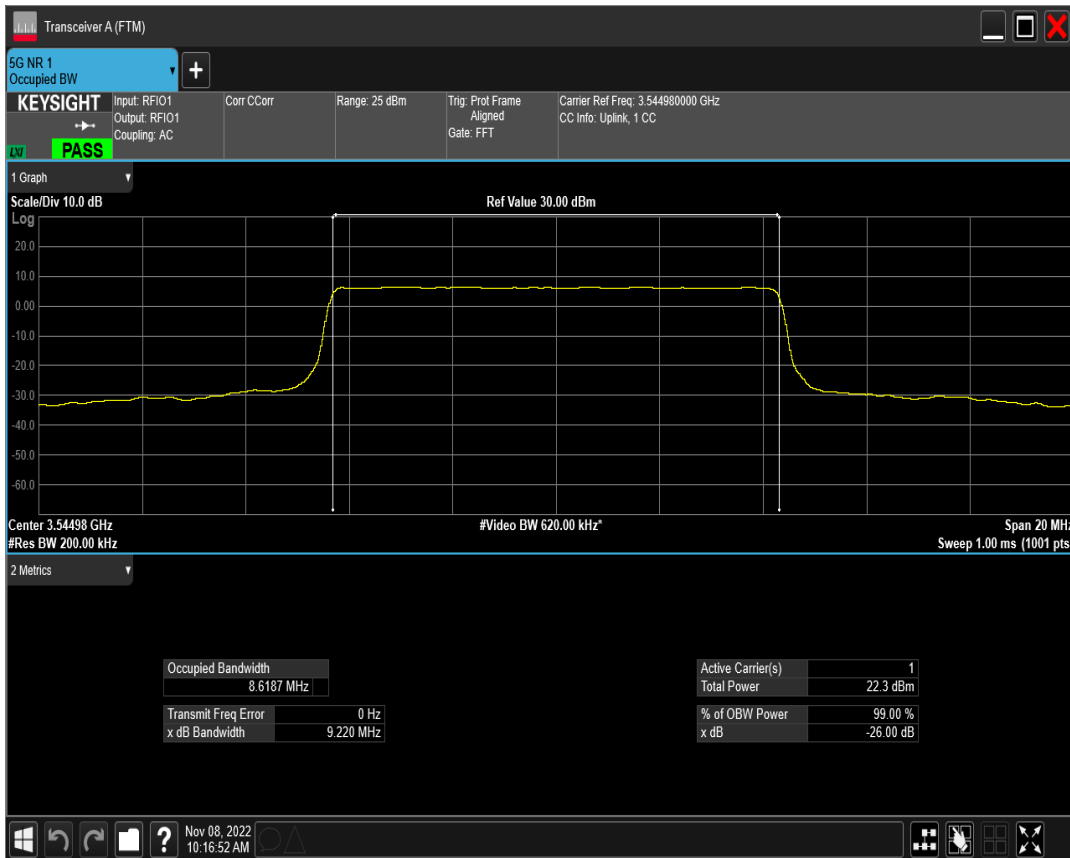 Transceiver A (FTM)
5G NR 1
Occupied BW
+
KEYSIGHT
LXI
PASS
Input: RFIO1
Output: RFIO1
Coupling: AC
Corr CCorr
Range: 25 dBm
Trig: Prot Frame
Aligned
Gate: FFT
Carrier Ref Freq: 3.544980000 GHz
CC Info: Uplink, 1 CC
1 Graph
Scale/Div 10.0 dB
Ref Value 30.00 dBm
Log
20.0
10.0
0.00
-10.0
-20.0
-30.0
-40.0
-50.0
-60.0
Center 3.54498 GHz
#Video BW 620.00 kHz*
Span 20 MHz
#Res BW 200.00 kHz
Sweep 1.00 ms (1001 pts
2 Metrics
Occupied Bandwidth
8.6187 MHz
Transmit Freq Error 0 Hz
x dB Bandwidth 9.220 MHz
Active Carrier(s) 1
Total Power 22.3 dBm
% of OBW Power 99.00 %
x dB -26.00 dB
?
Nov 08, 2022
10:16:52 AM